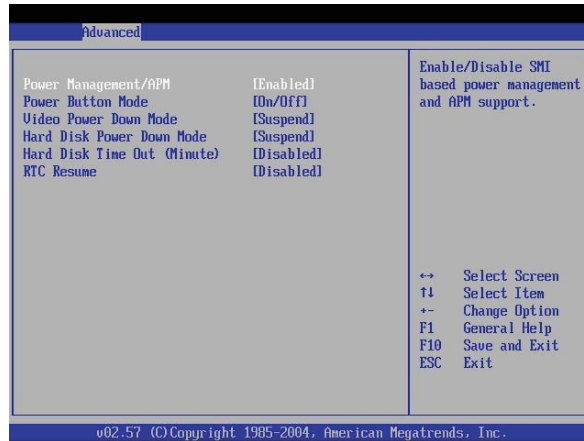 Advanced
Power Management/APM [Enabled]
Power Button Mode [On/Off]
Video Power Down Mode [Suspend]
Hard Disk Power Down Mode [Suspend]
Hard Disk Time Out (Minute) [Disabled]
RTC Resume [Disabled]
Enable/Disable SMI
based power management
and APM support.
↔ Select Screen
↑↓ Select Item
+- Change Option
F1 General Help
F10 Save and Exit
ESC Exit
v02.57 (C)Copyright 1985-2004, American Megatrends, Inc.